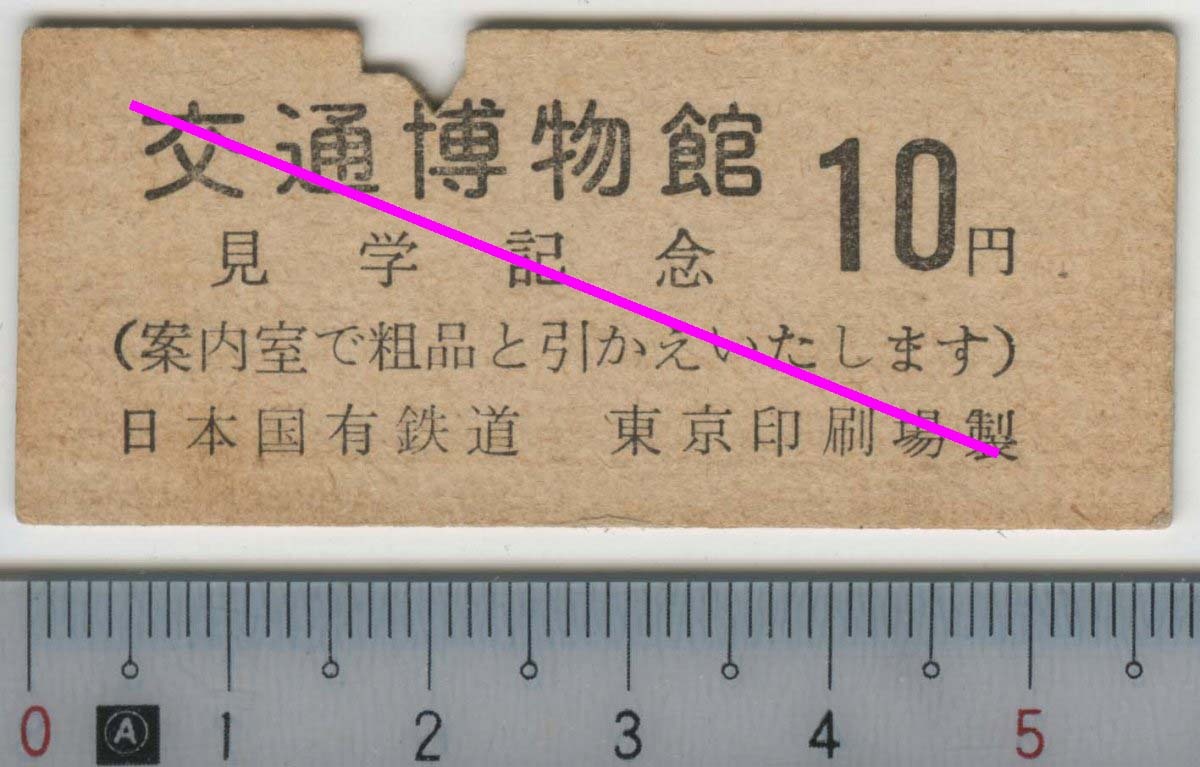 交通博物館 10円
見学記念
（案内室で粗品と引かえいたします）
日本国有鉄道 東京印刷場製
0 A 1 2 3 4 5